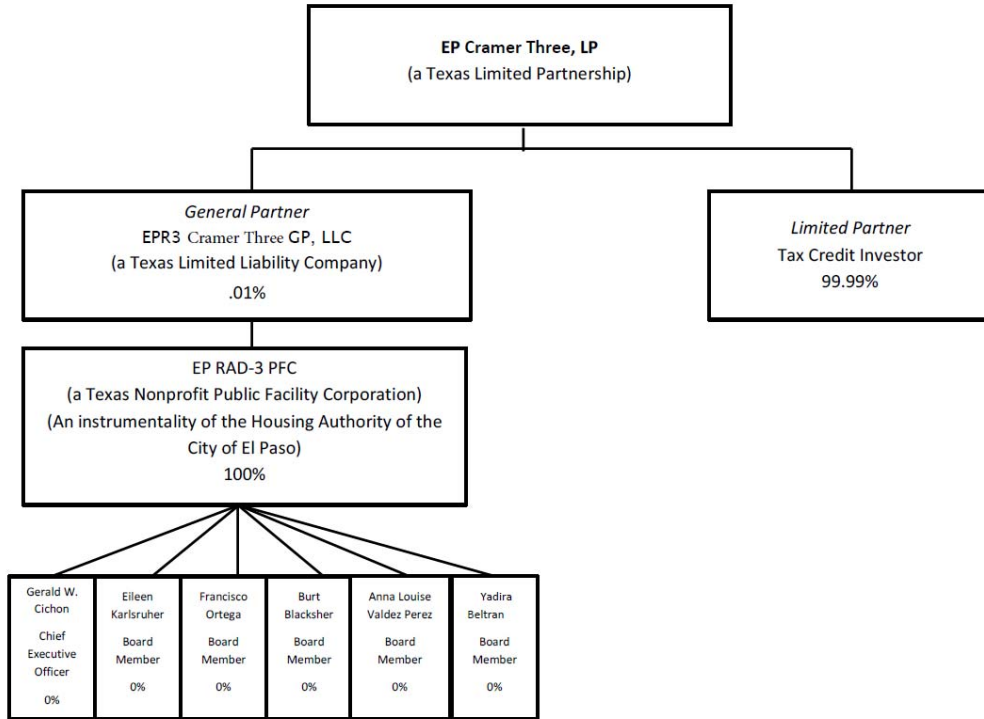 EP Cramer Three, LP
(a Texas Limited Partnership)
General Partner
EPR3 Cramer Three GP, LLC
(a Texas Limited Liability Company)
.01%
Limited Partner
Tax Credit Investor
99.99%
EP RAD-3 PFC
(a Texas Nonprofit Public Facility Corporation)
(An instrumentality of the Housing Authority of the
City of El Paso)
100%
Gerald W.
Cichon
Chief
Executive
Officer
0%
Eileen
Karlsruher
Board
Member
0%
Francisco
Ortega
Board
Member
0%
Burt
Blacksher
Board
Member
0%
Anna Louise
Valdez Perez
Board
Member
0%
Yadira
Beltran
Board
Member
0%